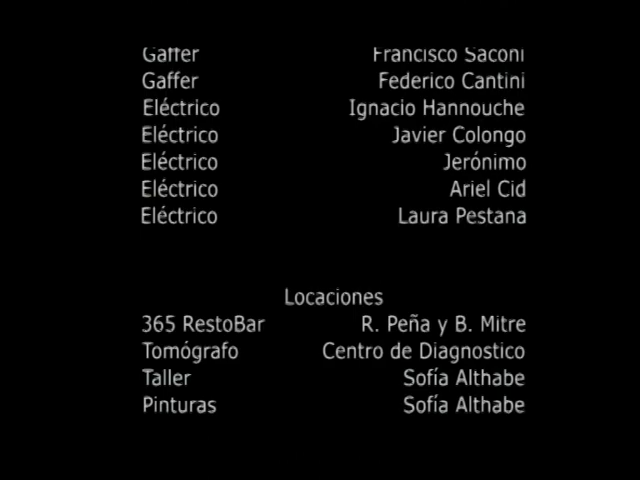 Gaffer Francisco Saconi
Gaffer Federico Cantini
Eléctrico Ignacio Hannouche
Eléctrico Javier Colongo
Eléctrico Jerónimo
Eléctrico Ariel Cid
Eléctrico Laura Pestana
Locaciones
365 RestoBar R. Peña y B. Mitre
Tomógrafo Centro de Diagnostico
Taller Sofía Althabe
Pinturas Sofía Althabe